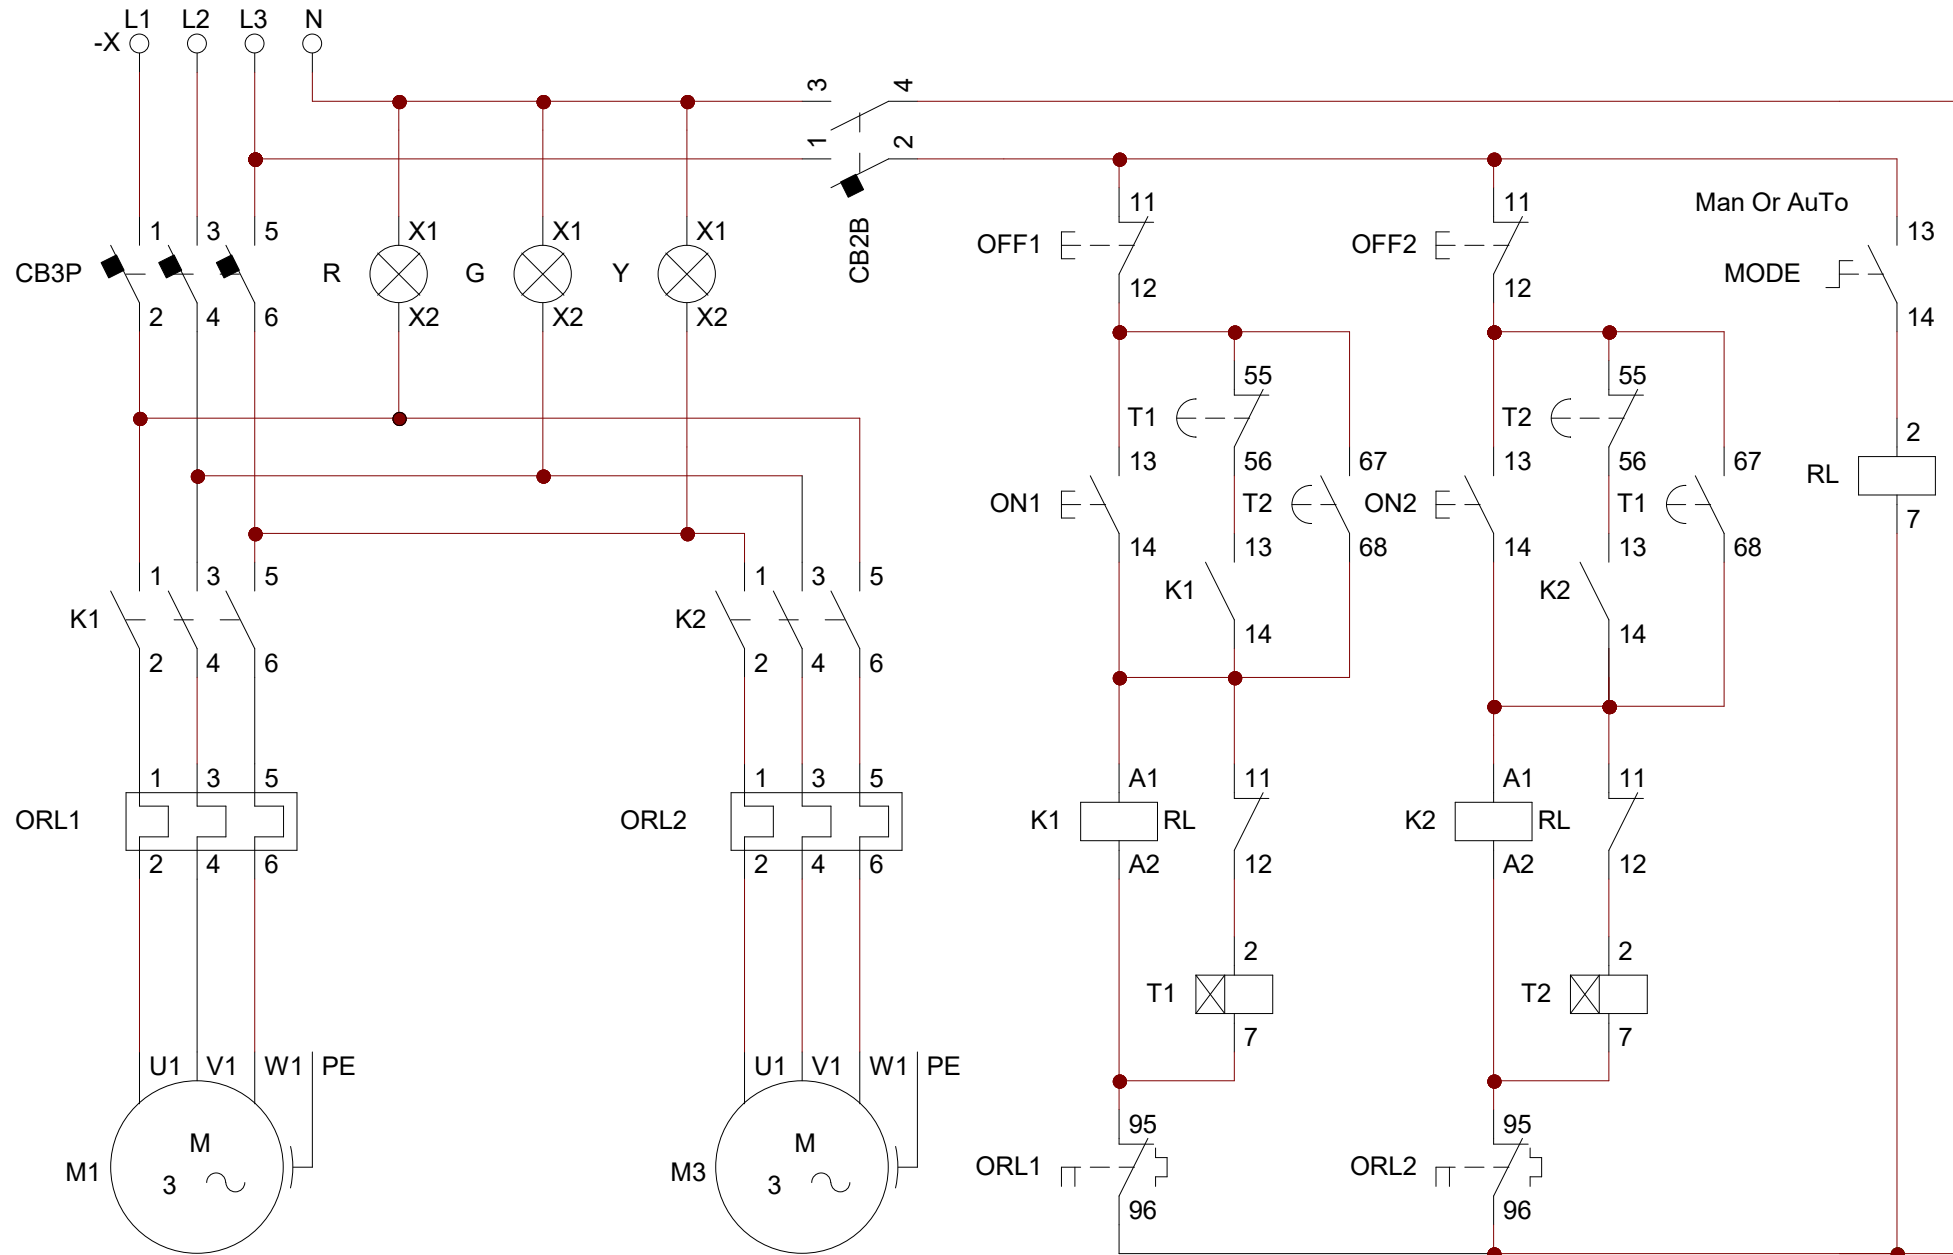 L1 L2 L3 N
-X
3 4
1 2
CB2B
11 11
Man Or AuTo
1 3 5 X1 X1 X1 13
OFF1 OFF2
CB3P R G Y MODE
12 12
2 4 6 X2 X2 X2 14
55 55
T1 T2
2
13 56 67 13 56 67
RL
ON1 T2 ON2 T1
7
14 13 68 14 13 68
1 3 5 1 3 5
K1 K2
K1 K2
14 14
2 4 6 2 4 6
1 3 5 1 3 5 A1 11 A1 11
ORL1 ORL2 K1 RL K2 RL
2 4 6 2 4 6 A2 12 A2 12
2 2
T1 T2
7 7
U1 V1 W1 PE U1 V1 W1 PE
95 95
M M
M1 M3 ORL1 ORL2
3 3
96 96